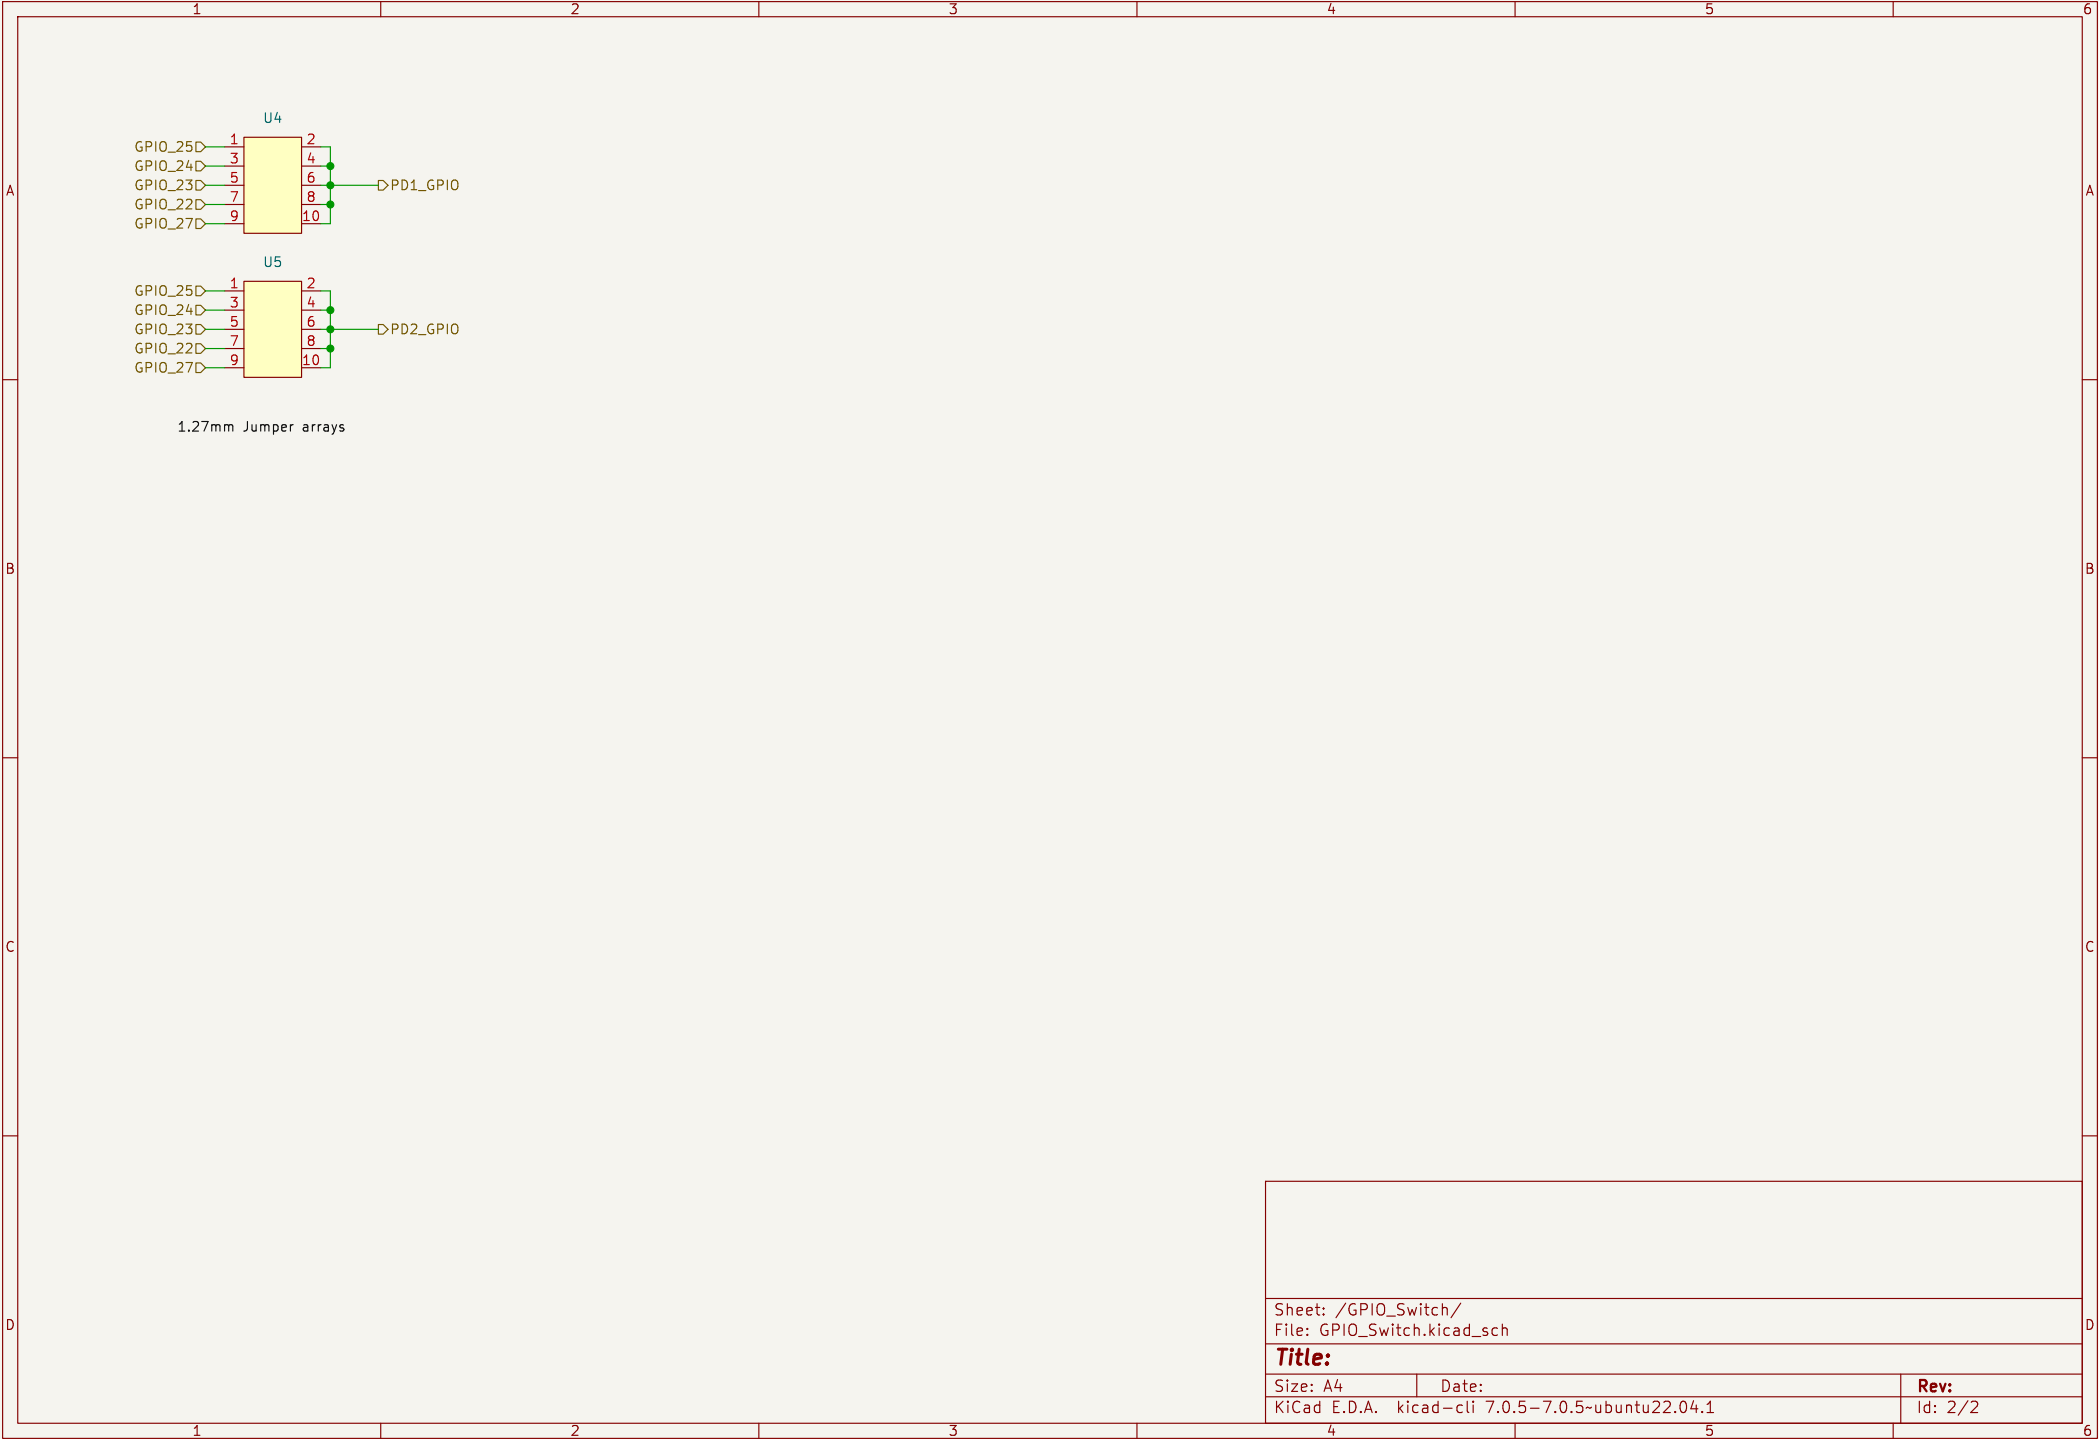 1 2 3 4 5 6
A A
U4
GPIO_25 1 2
GPIO_24 3 4
GPIO_23 5 6 PD1_GPIO
GPIO_22 7 8
GPIO_27 9 10
U5
GPIO_25 1 2
GPIO_24 3 4
GPIO_23 5 6 PD2_GPIO
GPIO_22 7 8
GPIO_27 9 10
1.27mm Jumper arrays
B B
C C
D D
Sheet: /GPIO_Switch/
File: GPIO_Switch.kicad_sch
Title:
Size: A4 Date: Rev:
KiCad E.D.A. kicad-cli 7.0.5-7.0.5~ubuntu22.04.1 Id: 2/2
1 2 3 4 5 6